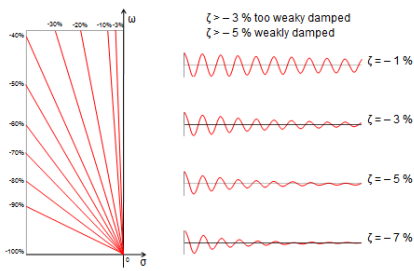 ζ > – 3 % too weaky damped
ζ > – 5 % weakly damped
ω
-30% -20% -10% -3%
-40%
-50%
-60%
-70%
-80%
-90%
-100%
0
σ
ζ = – 1 %
ζ = – 3 %
ζ = – 5 %
ζ = – 7 %